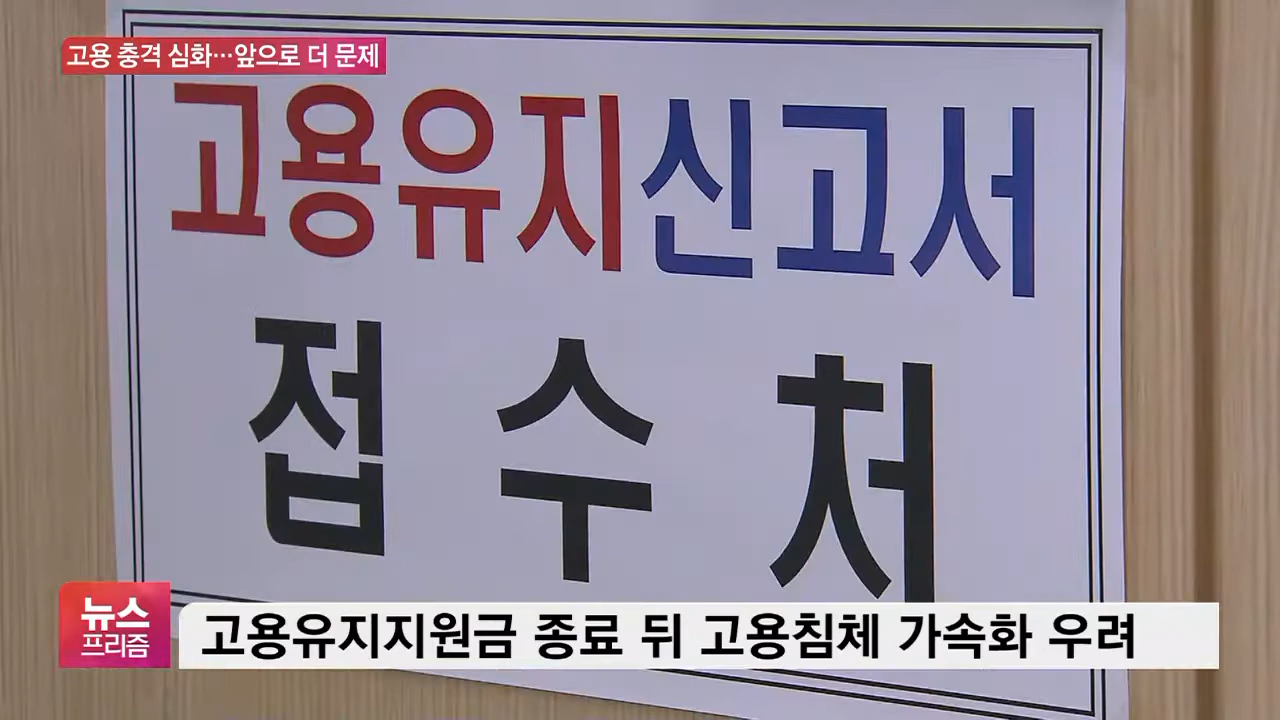 고용 충격 심화…앞으로 더 문제
고용유지신고서
접 수 처
뉴스
프리즘
고용유지지원금 종료 뒤 고용침체 가속화 우려